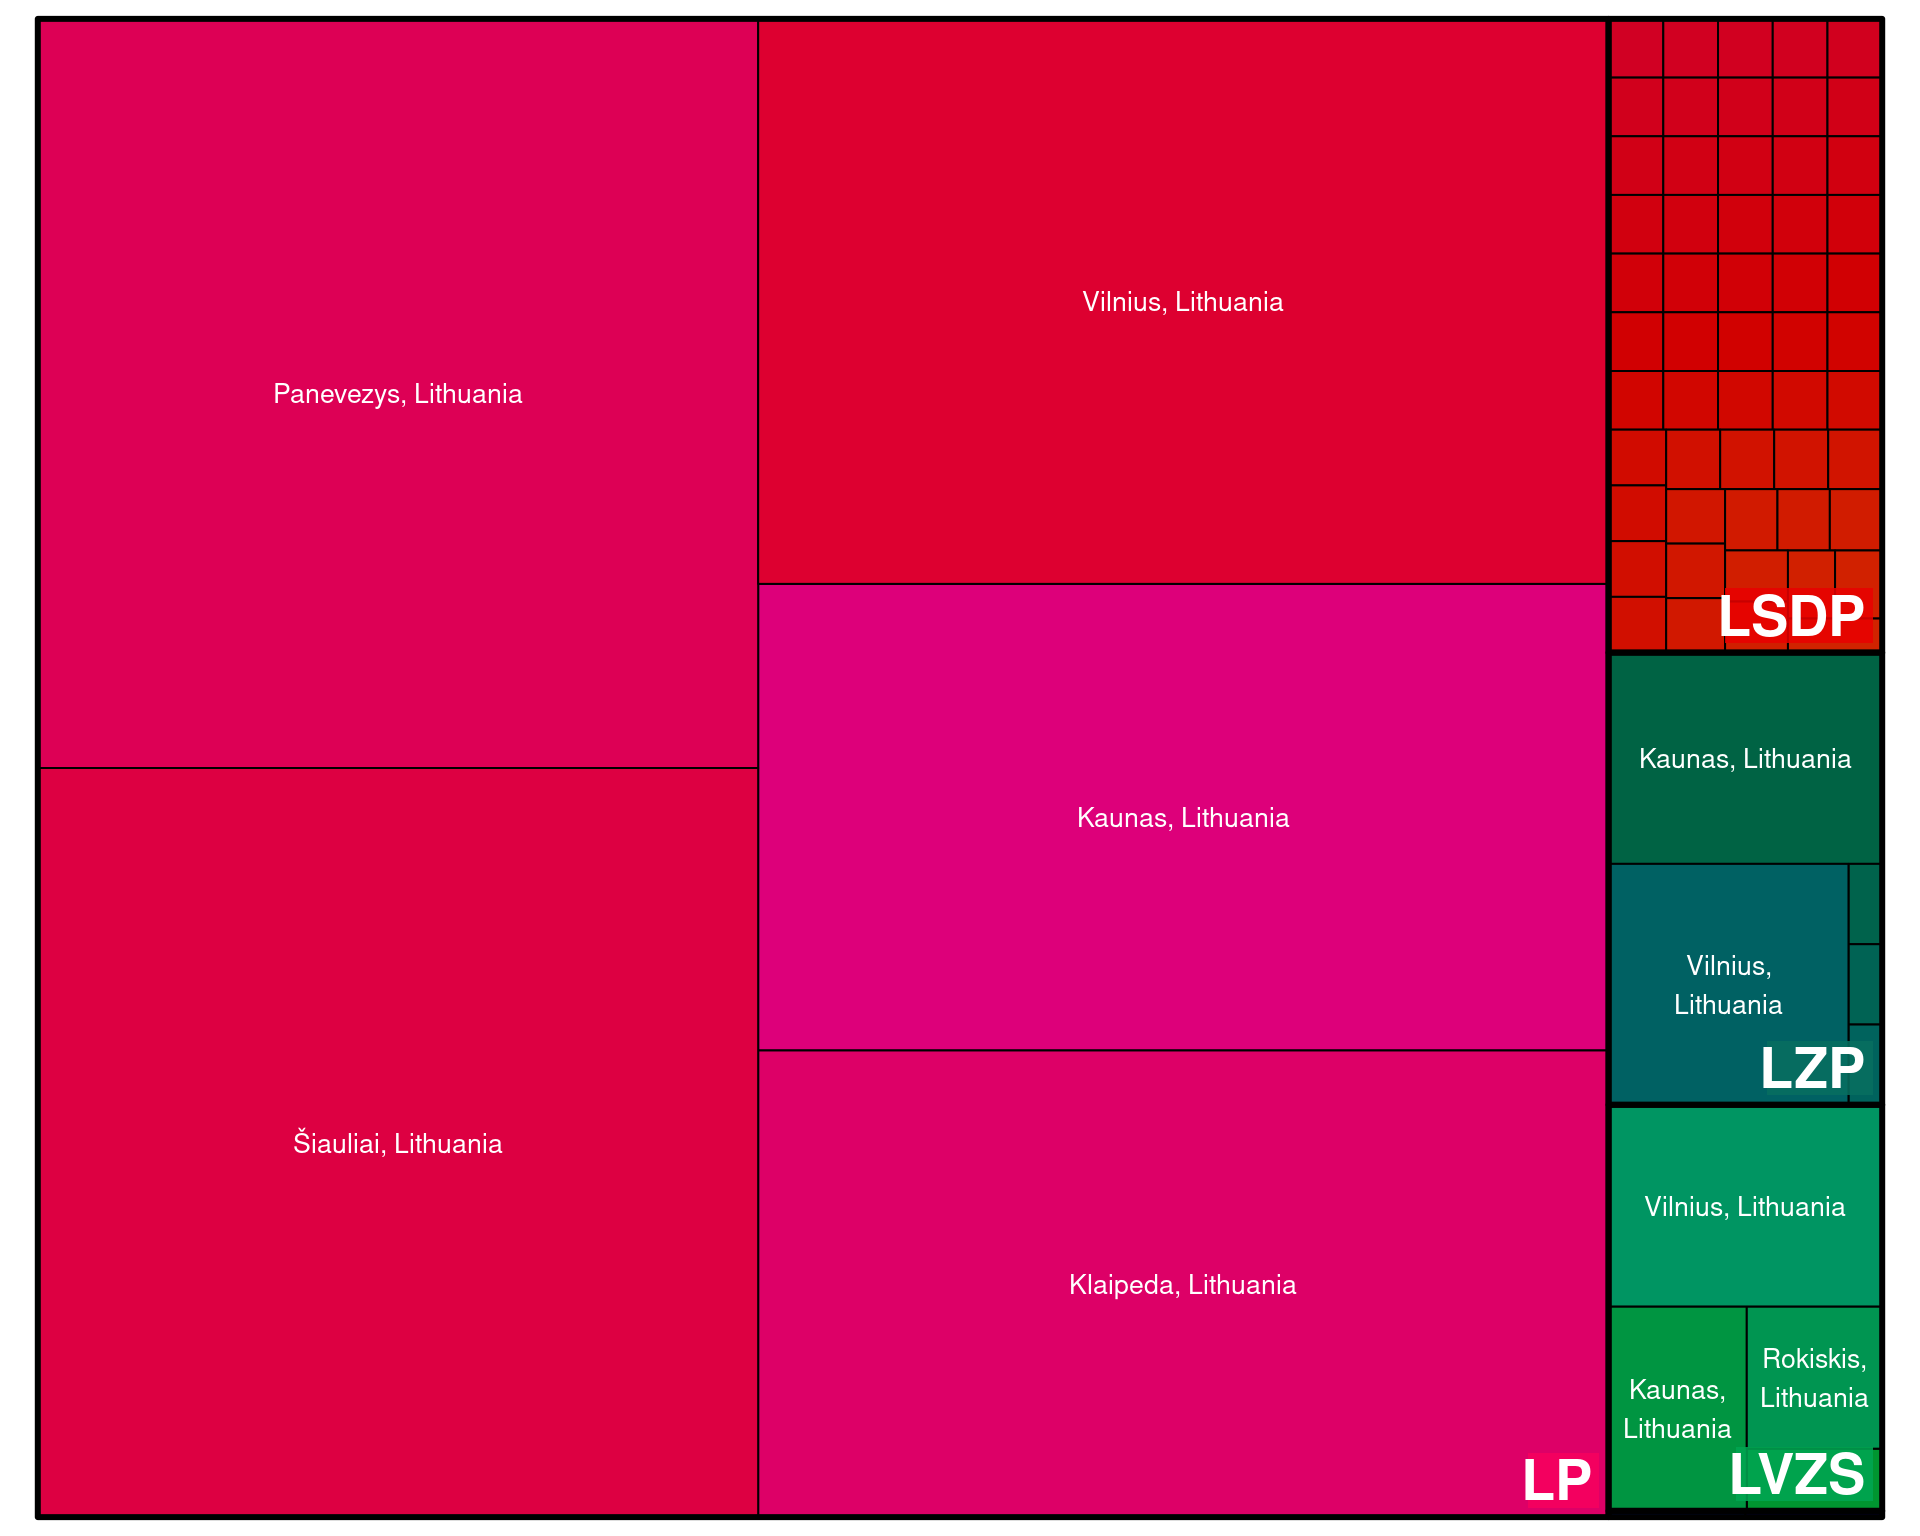 Panevezys, Lithuania
Šiauliai, Lithuania
Vilnius, Lithuania
Kaunas, Lithuania
Klaipeda, Lithuania
LP
LSDP
Kaunas, Lithuania
Vilnius,
Lithuania
LZP
Vilnius, Lithuania
Kaunas,
Lithuania
Rokiskis,
Lithuania
LVZS